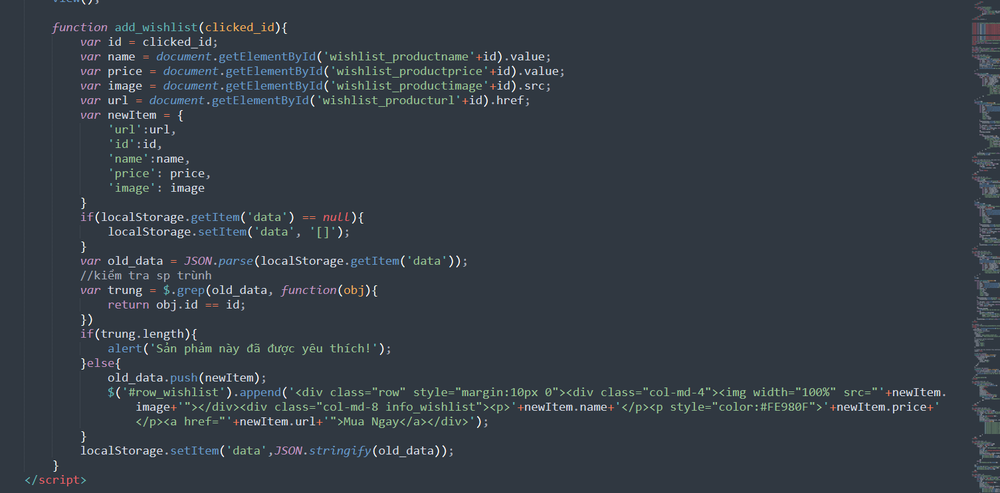 view();
function add_wishlist(clicked_id){
var id = clicked_id;
var name = document.getElementById('wishlist_productname'+id).value;
var price = document.getElementById('wishlist_productprice'+id).value;
var image = document.getElementById('wishlist_productimage'+id).src;
var url = document.getElementById('wishlist_producturl'+id).href;
var newItem = {
'url':url,
'id':id,
'name':name,
'price': price,
'image': image
}
if(localStorage.getItem('data') == null){
localStorage.setItem('data', '[]');
}
var old_data = JSON.parse(localStorage.getItem('data'));
//kiểm tra sp trùnh
var trung = $.grep(old_data, function(obj){
return obj.id == id;
})
if(trung.length){
alert('Sản phảm này đã được yêu thích!');
}else{
old_data.push(newItem);
$('#row_wishlist').append('<div class="row" style="margin:10px 0"><div class="col-md-4"><img width="100%" src="'+newItem.
image+'"></div><div class="col-md-8 info_wishlist"><p>'+newItem.name+'</p><p style="color:#FE980F">'+newItem.price+'
</p><a href="'+newItem.url+'">Mua Ngay</a></div>');
}
localStorage.setItem('data',JSON.stringify(old_data));
}
</script>